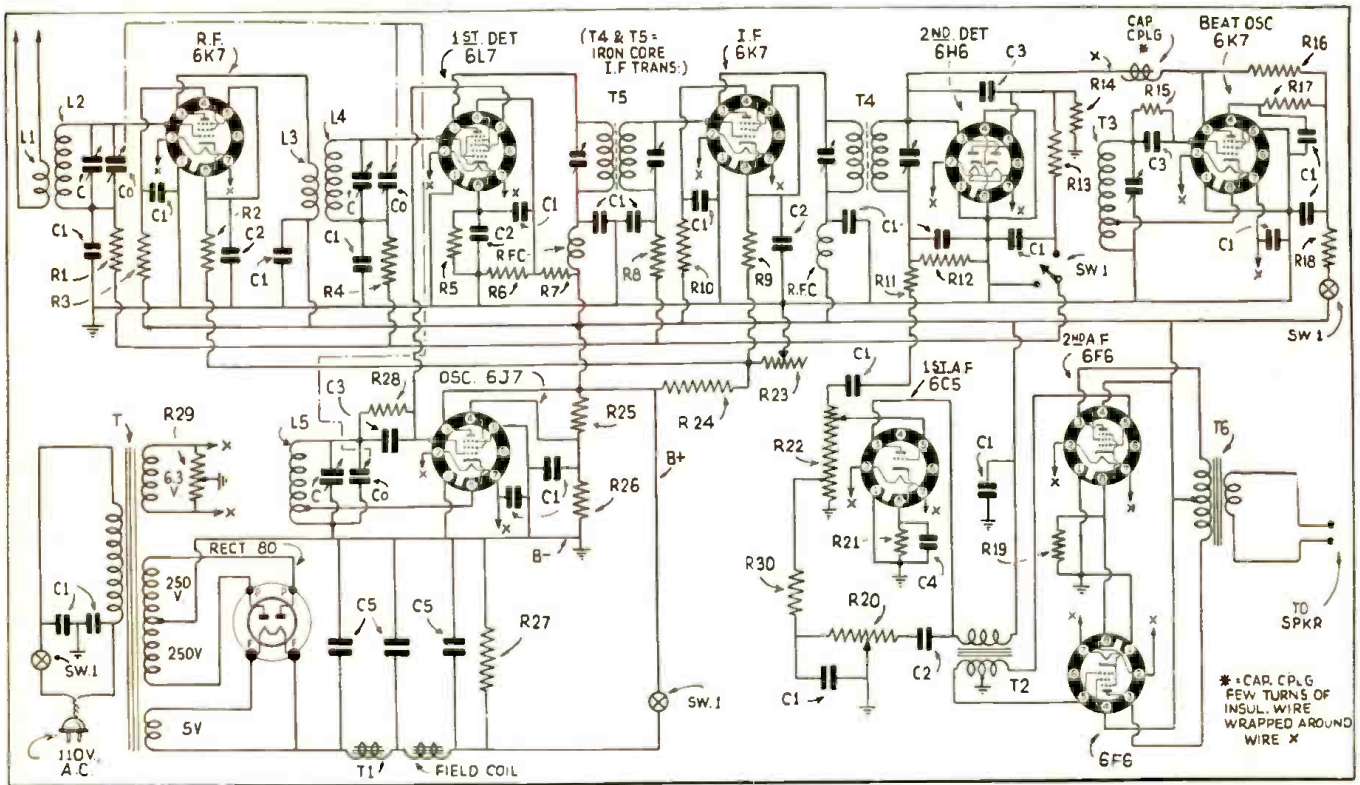 R.F.
6K7
1ST. DET
6L7
(T4 & T5 =
IRON CORE
I.F TRANS:)
I.F
6K7
2ND. DET
6H6
CAP.
CPLG
*
BEAT OSC
6K7
R16
L2
L1
L3
L4
T5
T4
C3
X
R14
R15
R17
T3
C3
R13
C
Co
C1
C1
R1
R3
X
R2
C2
X
C1
C
Co
C1
R4
X
R5
C2
RFC
R6
R7
C1
C1
R8
X
R10
R9
C2
R.F.C
X
C1
R11
R12
C1
SW 1
X
C1
C1
X
R18
SW.1
R23
R24
C3
R28
OSC. 6J7
R25
B+
R26
C1
X
B-
L5
C
Co
T
R29
6.3
V.
X
X
RECT 80
250
V
250V.
5V
C1
SW.1
110V.
A.C.
C5
C5
R27
T1
FIELD COIL
SW.1
C1
1ST. A.F
6C5
R22
X
R21
C4
R30
R20
C1
C2
C1
T2
2ND A.F
6F6
R19
X
X
X
6F6
T6
TO
SPKR
* = CAP. CPLG
FEW TURNS OF
INSUL. WIRE
WRAPPED AROUND
WIRE X